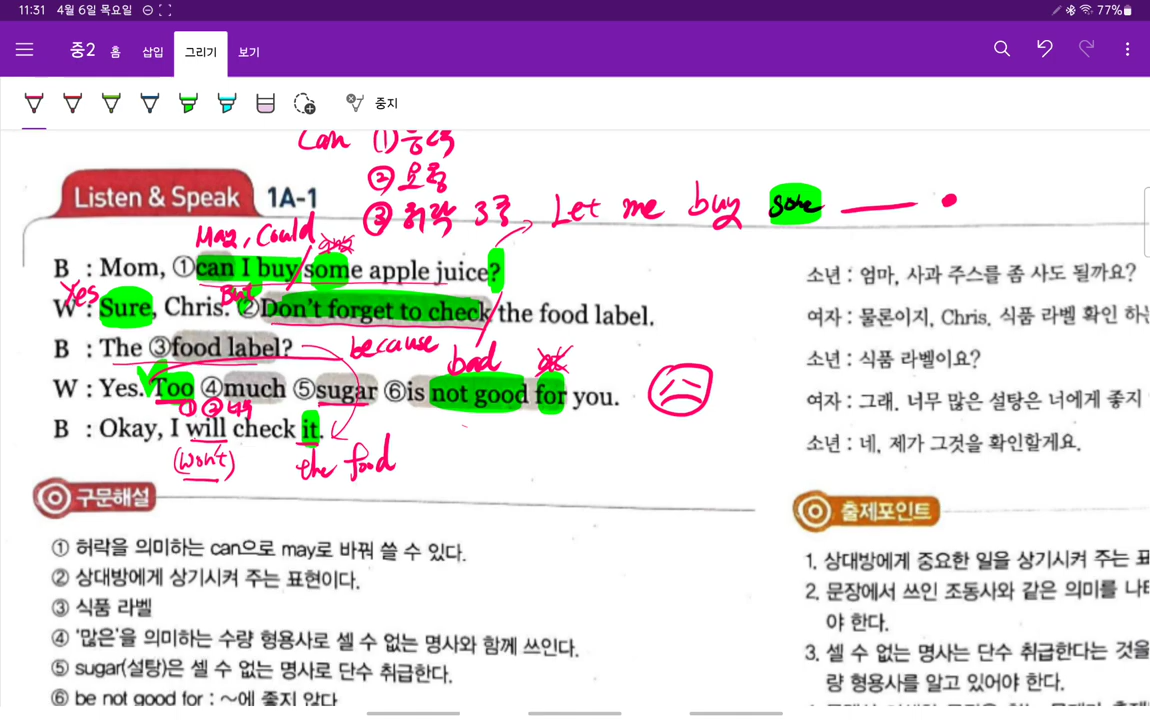 11:31 4월 6일 목요일 77%
중2 홈 삽입 그리기 보기
중지
Can ① 능력
② 요청
③ 허락
Let me buy some
Listen & Speak 1A-1
May, Could
B : Mom, ①can I buy some apple juice?
Yes But
W : Sure, Chris. ②Don't forget to check the food label.
B : The ③food label?
because bad
W : Yes. Too ④much ⑤sugar ⑥is not good for you.
① ②
B : Okay, I will check it.
(won't) the food
소년 : 엄마, 사과 주스를 좀 사도 될까요?
여자 : 물론이지, Chris. 식품 라벨 확인 하는
소년 : 식품 라벨이요?
여자 : 그래. 너무 많은 설탕은 너에게 좋지
소년 : 네, 제가 그것을 확인할게요.
구문해설
① 허락을 의미하는 can으로 may로 바꿔 쓸 수 있다.
② 상대방에게 상기시켜 주는 표현이다.
③ 식품 라벨
④ '많은'을 의미하는 수량 형용사로 셀 수 없는 명사와 함께 쓰인다.
⑤ sugar(설탕)은 셀 수 없는 명사로 단수 취급한다.
⑥ be not good for : ~에 좋지 않다
출제포인트
1. 상대방에게 중요한 일을 상기시켜 주는 표
2. 문장에서 쓰인 조동사와 같은 의미를 나타
야 한다.
3. 셀 수 없는 명사는 단수 취급한다는 것을
량 형용사를 알고 있어야 한다.